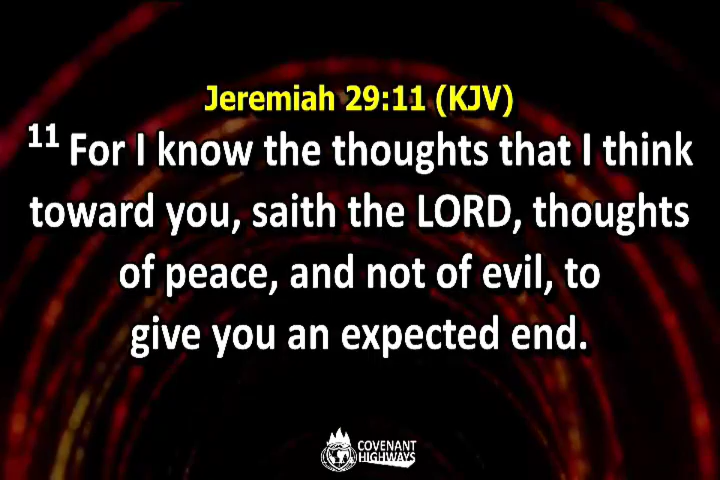 Jeremiah 29:11 (KJV)
11 For I know the thoughts that I think
toward you, saith the LORD, thoughts
of peace, and not of evil, to
give you an expected end.
COVENANT
HIGHWAYS